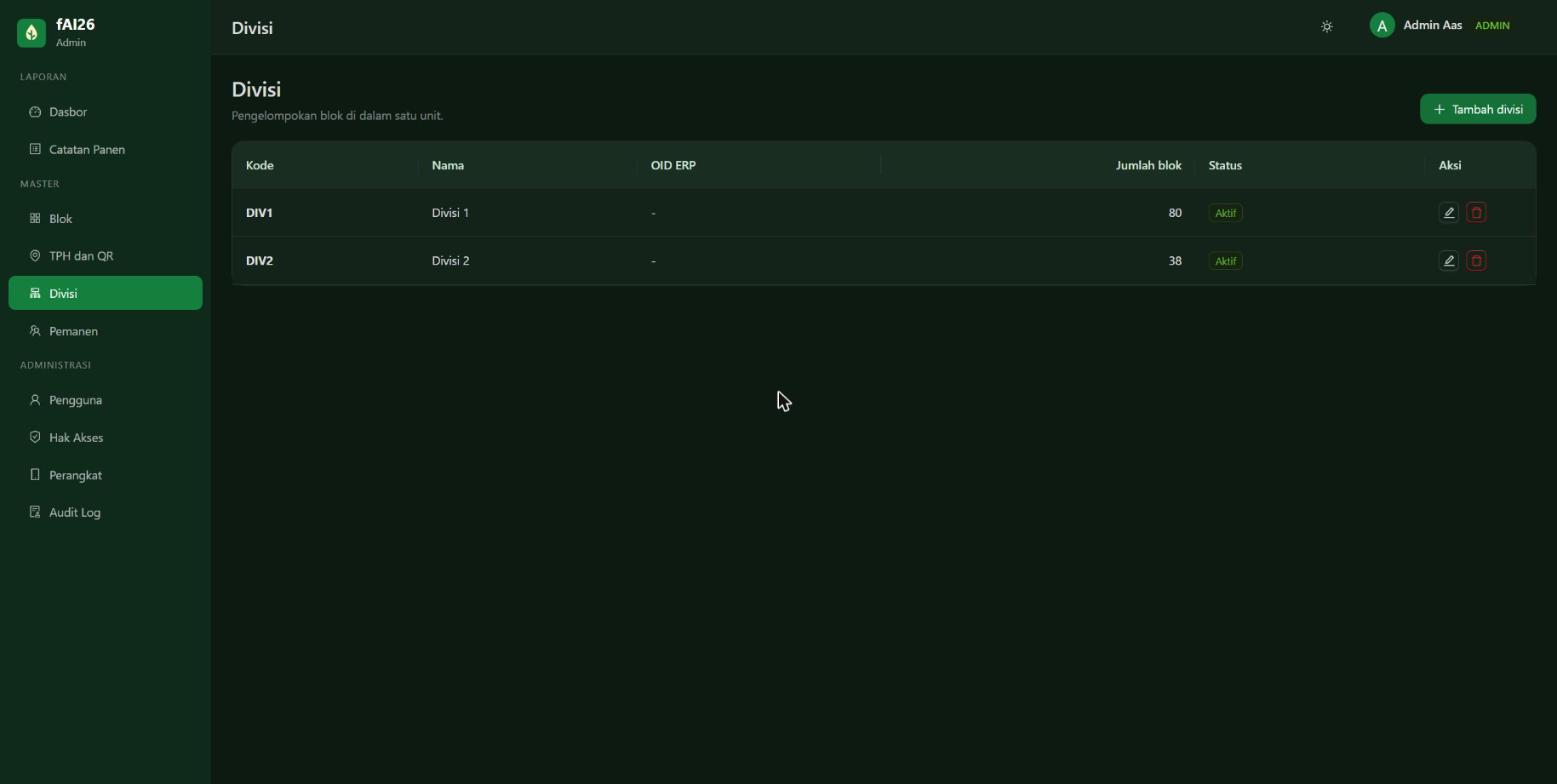 fAI26
Admin
LAPORAN
Dasbor
Catatan Panen
MASTER
Blok
TPH dan QR
Divisi
Pemanen
ADMINISTRASI
Pengguna
Hak Akses
Perangkat
Audit Log
Divisi
A Admin Aas ADMIN
Divisi
Pengelompokan blok di dalam satu unit.
+ Tambah divisi
Kode Nama OID ERP Jumlah blok Status Aksi
DIV1 Divisi 1 - 80 Aktif
DIV2 Divisi 2 - 38 Aktif